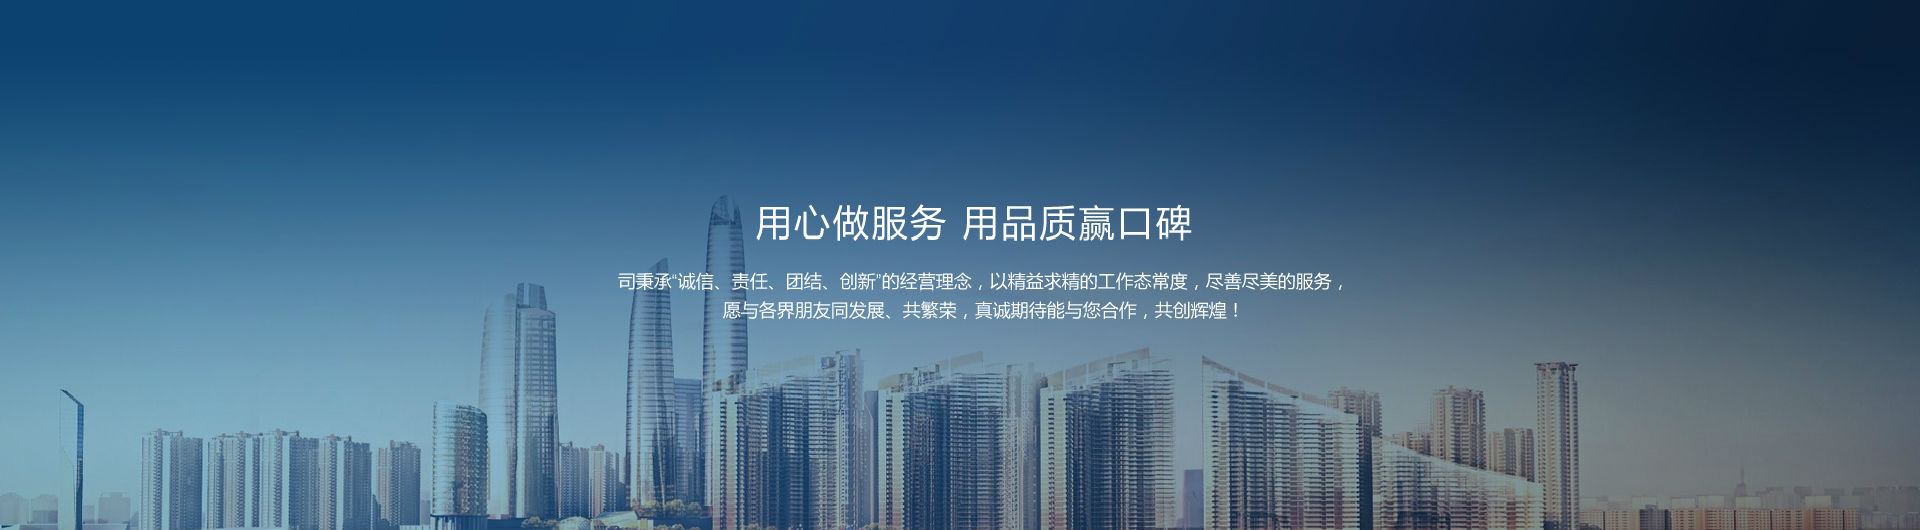 用心做服务 用品质赢口碑
司秉承“诚信、责任、团结、创新”的经营理念，以精益求精的工作态常度，尽善尽美的服务，
愿与各界朋友同发展、共繁荣，真诚期待能与您合作，共创辉煌！